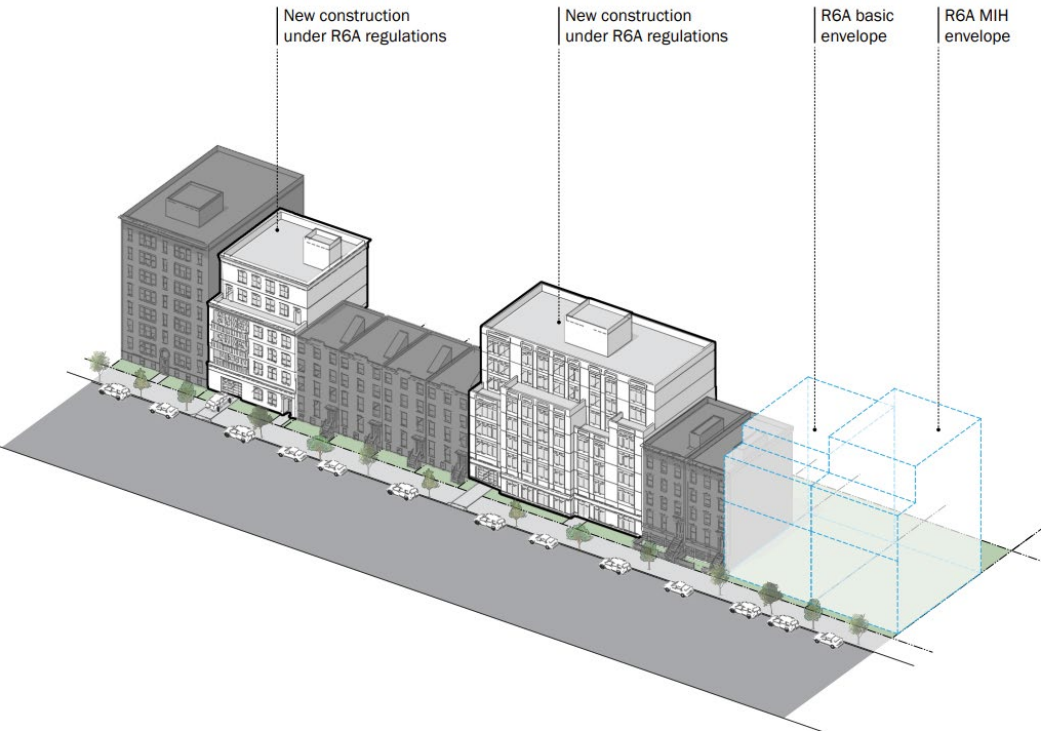 New construction
under R6A regulations
New construction
under R6A regulations
R6A basic
envelope
R6A MIH
envelope